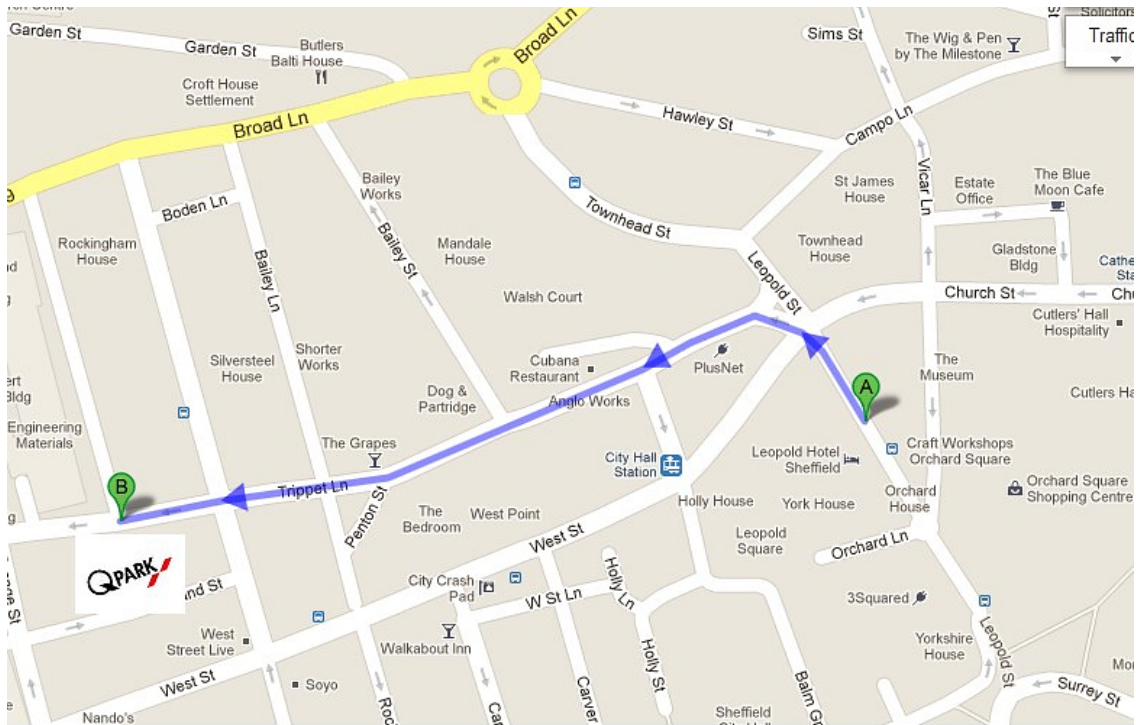 Garden St
Garden St
Butlers
Balti House
Croft House
Settlement
Broad Ln
Broad Ln
Sims St
The Wig & Pen
by The Milestone
Solicitors
Traffic
Hawley St
Campo Ln
Vicar Ln
Bailey
Works
St James
House
Estate
Office
The Blue
Moon Cafe
Boden Ln
Townhead St
Rockingham
House
Bailey Ln
Bailey St
Mandale
House
Townhead
House
Leopold St
Gladstone
Bldg
Walsh Court
Church St
Cutlers' Hall
Hospitality
Silversteel
House
Shorter
Works
Cubana
Restaurant
PlusNet
The
Museum
A
Dog &
Partridge
Anglo Works
Bldg
Engineering
Materials
The Grapes
City Hall
Station
Leopold Hotel
Sheffield
Craft Workshops
Orchard Square
B
Trippet Ln
Holly House
York House
Orchard
House
Orchard Square
Shopping Centre
Penton St
The
Bedroom
West Point
West St
Leopold
Square
Orchard Ln
QPARK
City Crash
Pad
W St Ln
Holly Ln
3Squared
West
Street Live
Walkabout Inn
Holly St
Yorkshire
House
Leopold St
West St
Soyo
Carver
Balm
Surrey St
Nando's
Sheffield